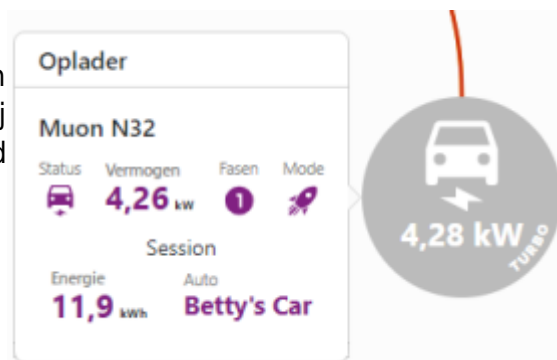 Oplader
Muon N32
Status Vermogen Fasen Mode
4,26 kW 1
Session
Energie Auto
11,9 kWh Betty's Car
4,28 kW
TURBO